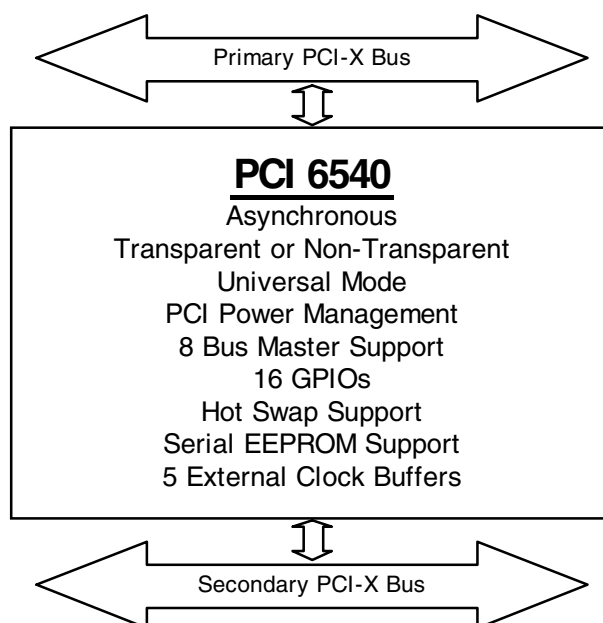 Primary PCI-X Bus
PCI 6540
Asynchronous
Transparent or Non-Transparent
Universal Mode
PCI Power Management
8 Bus Master Support
16 GPIOs
Hot Swap Support
Serial EEPROM Support
5 External Clock Buffers
Secondary PCI-X Bus